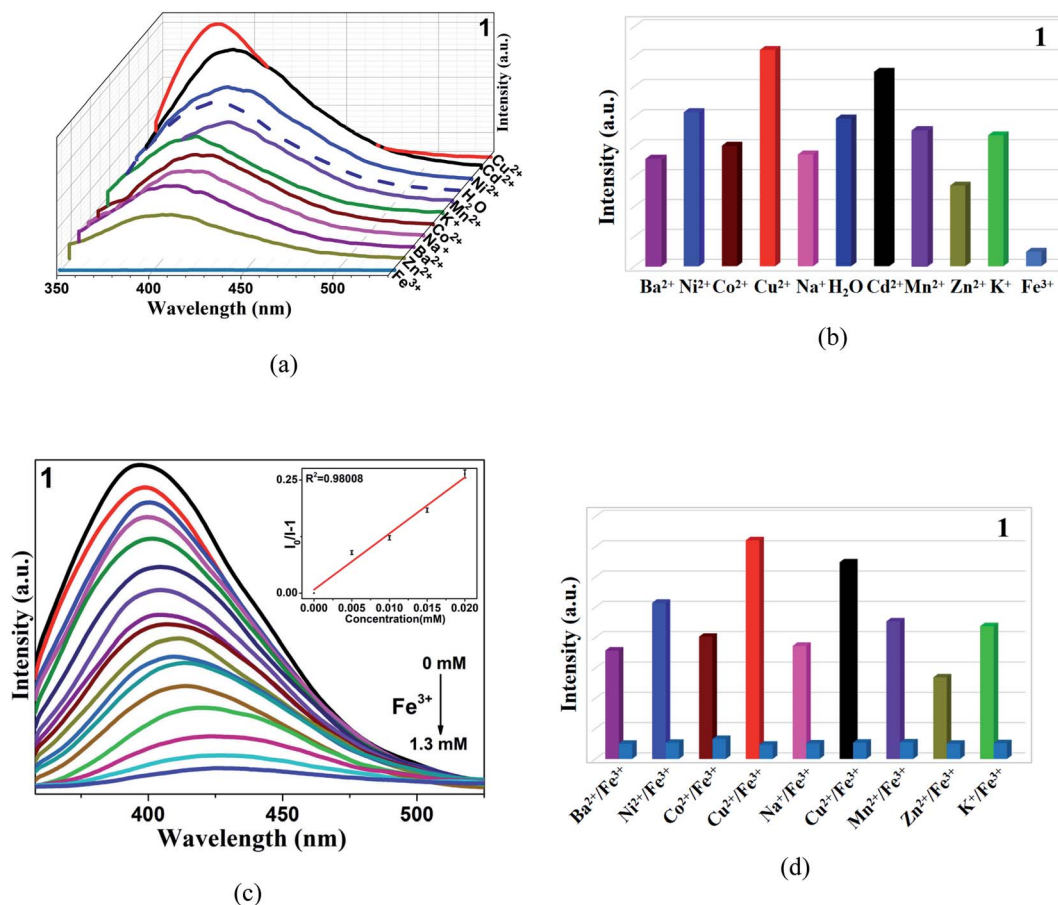 1
Intensity (a.u.)
Cu²⁺
Cd²⁺
Ni²⁺
H₂O
Mn²⁺
K⁺
Co²⁺
Na⁺
Ba²⁺
Zn²⁺
Fe³⁺
350 400 450 500
Wavelength (nm)
(a)
1
Intensity (a.u.)
Ba²⁺ Ni²⁺ Co²⁺ Cu²⁺ Na⁺ H₂O Cd²⁺ Mn²⁺ Zn²⁺ K⁺ Fe³⁺
(b)
1
Intensity (a.u.)
R²=0.98008
I₀/I-1
0.25
0.00
0.000 0.005 0.010 0.015 0.020
Concentration(mM)
0 mM
Fe³⁺
1.3 mM
400 450 500
Wavelength (nm)
(c)
1
Intensity (a.u.)
Ba²⁺/Fe³⁺
Ni²⁺/Fe³⁺
Co²⁺/Fe³⁺
Cu²⁺/Fe³⁺
Na⁺/Fe³⁺
Cu²⁺/Fe³⁺
Mn²⁺/Fe³⁺
Zn²⁺/Fe³⁺
K⁺/Fe³⁺
(d)